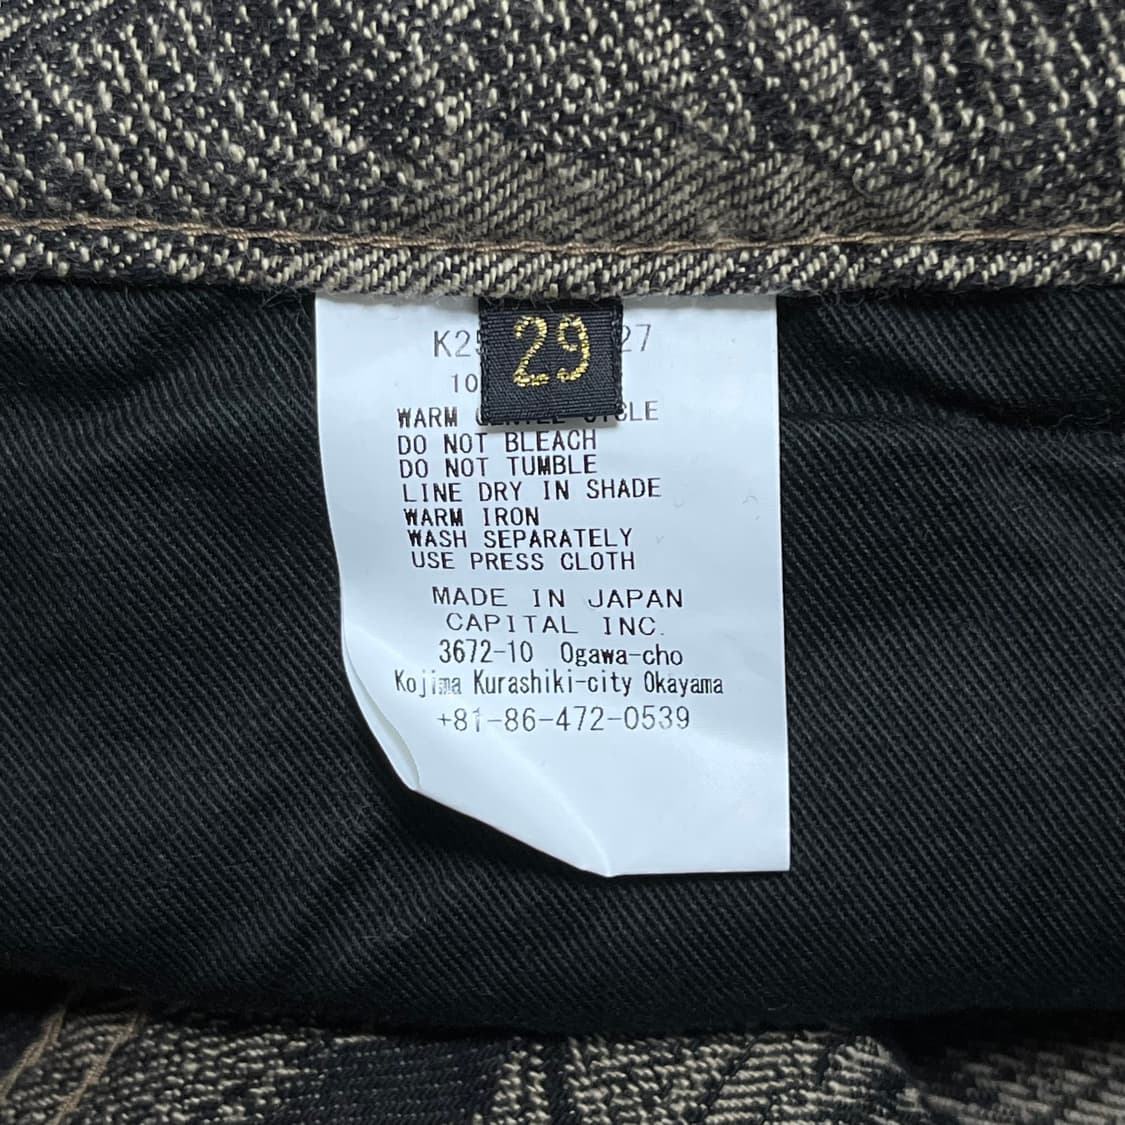 29
27
10
WARM
DO NOT BLEACH
DO NOT TUMBLE
LINE DRY IN SHADE
WARM IRON
WASH SEPARATELY
USE PRESS CLOTH
MADE IN JAPAN
CAPITAL INC.
3672-10 Ogawa-cho
Kojima Kurashiki-city Okayama
+81-86-472-0539